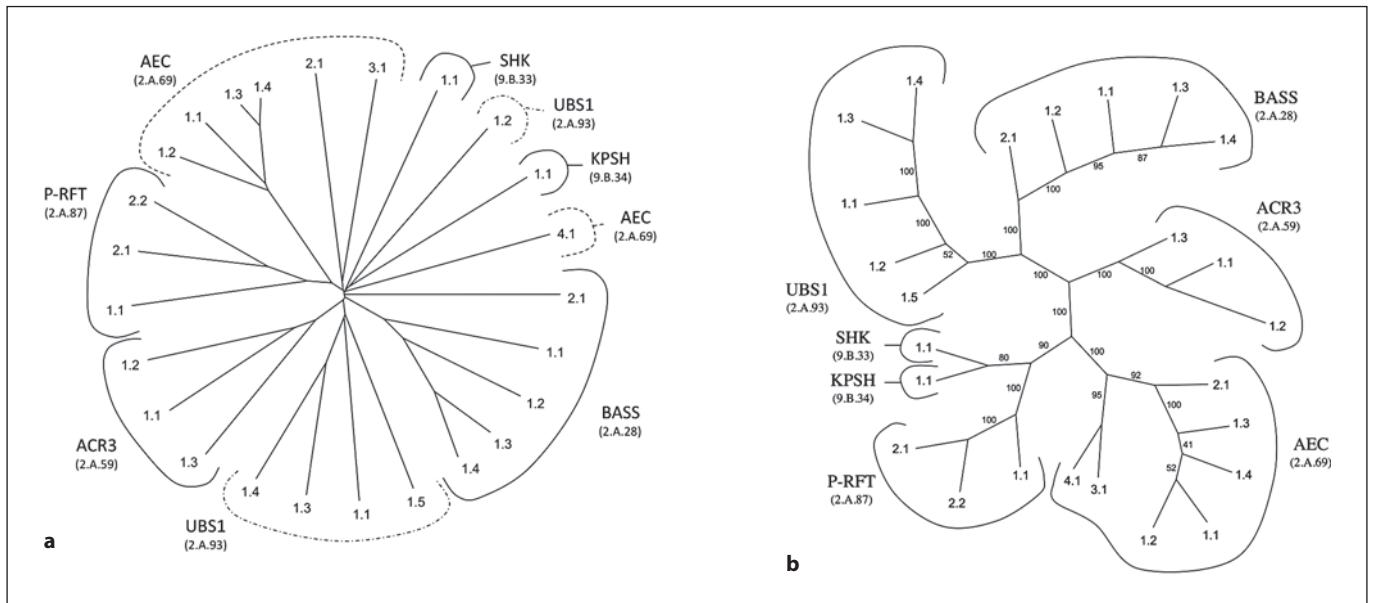 AEC
(2.A.69)
1.2
1.1
1.3
1.4
2.1
3.1
SHK
(9.B.33)
1.1
UBS1
(2.A.93)
1.2
KPSH
(9.B.34)
1.1
AEC
(2.A.69)
4.1
BASS
(2.A.28)
2.1
1.1
1.2
1.3
1.4
UBS1
(2.A.93)
1.5
1.1
1.3
1.4
ACR3
(2.A.59)
1.3
1.1
1.2
P-RFT
(2.A.87)
1.1
2.1
2.2
a
UBS1
(2.A.93)
1.4
1.3
100
1.1
100
1.2
52
1.5
100
BASS
(2.A.28)
2.1
1.2
1.1
1.3
1.4
100
95
87
100
100
ACR3
(2.A.59)
1.3
1.1
1.2
100
100
100
SHK
(9.B.33)
1.1
KPSH
(9.B.34)
1.1
80
90
100
100
P-RFT
(2.A.87)
2.1
2.2
1.1
100
92
95
AEC
(2.A.69)
2.1
100
1.3
41
1.4
52
4.1
3.1
1.2
1.1
b